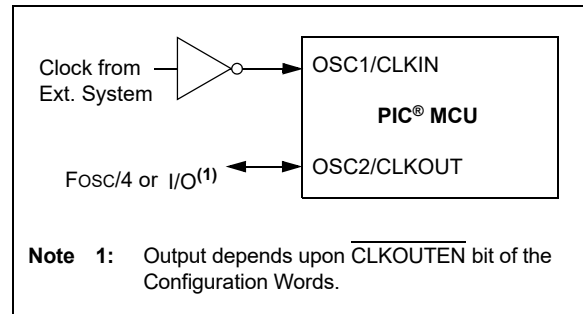 Clock from
Ext. System
OSC1/CLKIN
PIC® MCU
FOSC/4 or I/O(1)
OSC2/CLKOUT
Note 1: Output depends upon CLKOUTEN bit of the
Configuration Words.